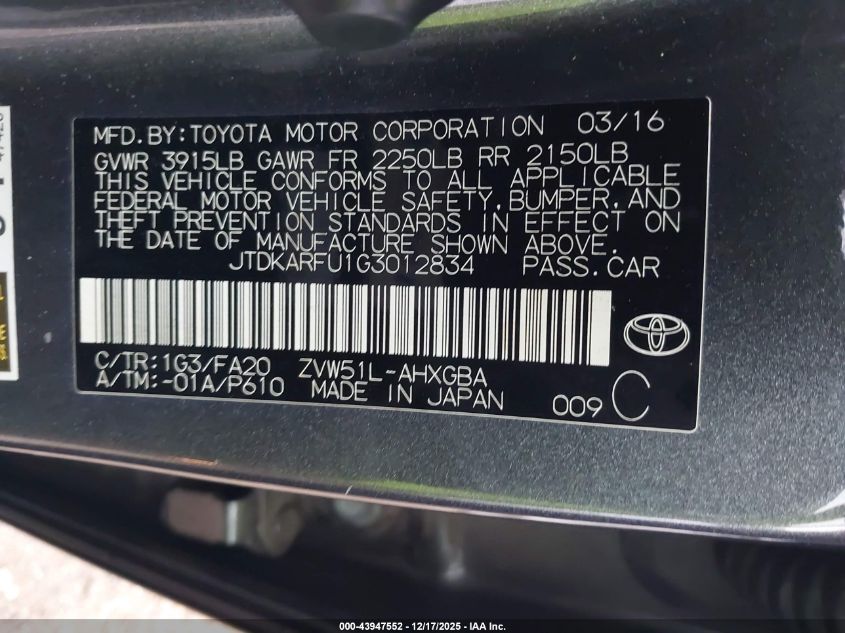 MFD.BY:TOYOTA MOTOR CORPORATION 03/16
GVWR 3915LB GAWR FR 2250LB RR 2150LB
THIS VEHICLE CONFORMS TO ALL APPLICABLE
FEDERAL MOTOR VEHICLE SAFETY,BUMPER,AND
THEFT PREVENTION STANDARDS IN EFFECT ON
THE DATE OF MANUFACTURE SHOWN ABOVE.
JTDKARFU1G3012834 PASS.CAR
C/TR:1G3/FA20 ZVW51L-AHXGBA
A/TM:-01A/P610 MADE IN JAPAN 009 C
000-43947552 - 12/17/2025 - IAA Inc.